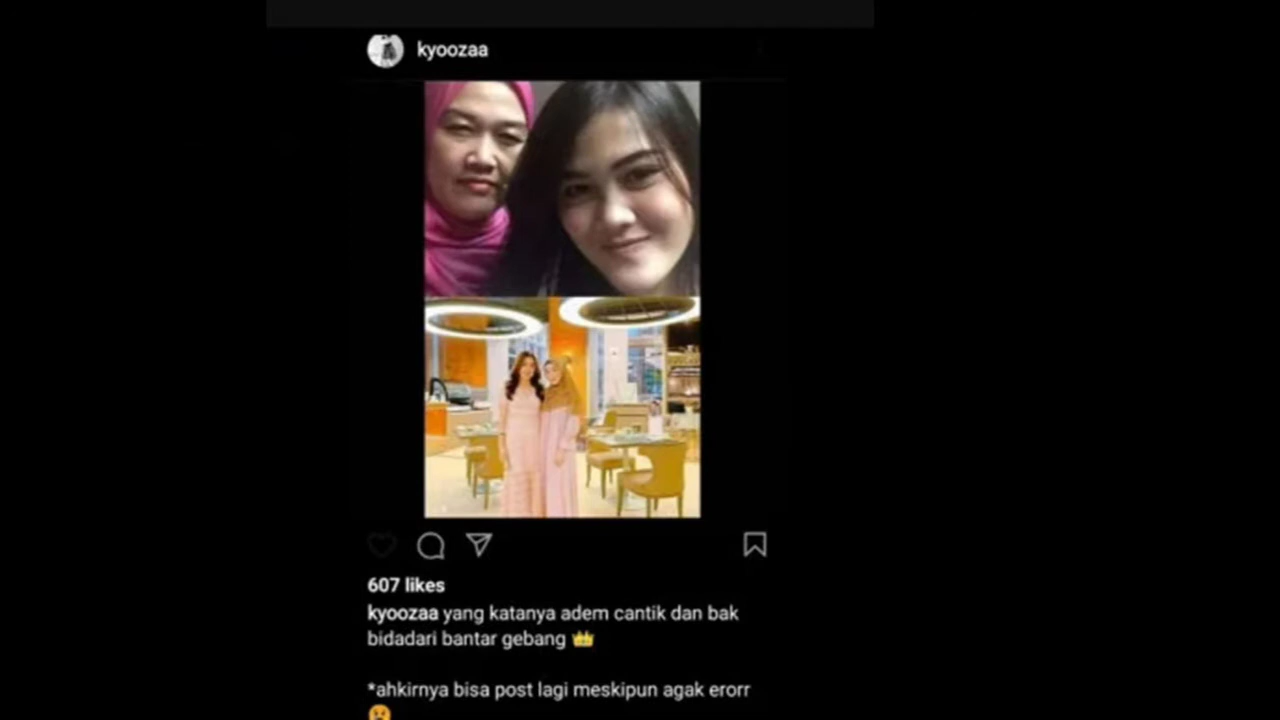 kyoozaa
607 likes
kyoozaa yang katanya adem cantik dan bak
bidadari bantar gebang 👑
*ahkirnya bisa post lagi meskipun agak erorr